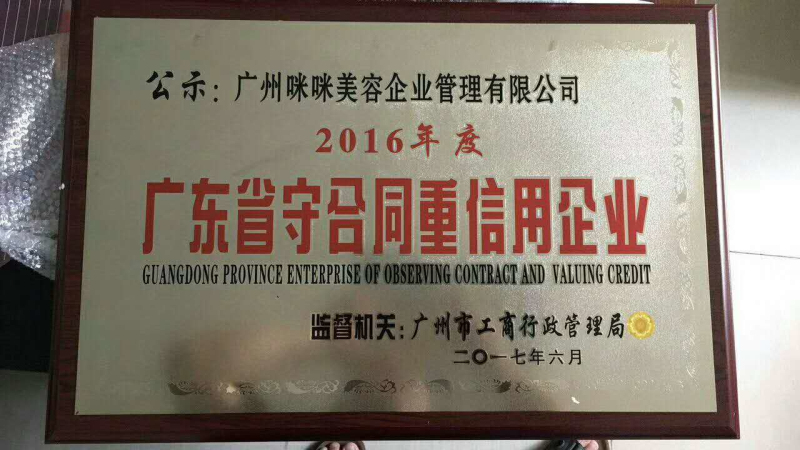 公示：广州咪咪美容企业管理有限公司
2016年度
广东省守合同重信用企业
GUANGDONG PROVINCE ENTERPRISE OF OBSERVING CONTRACT AND VALUING CREDIT
监督机关：广州市工商行政管理局
二〇一七年六月